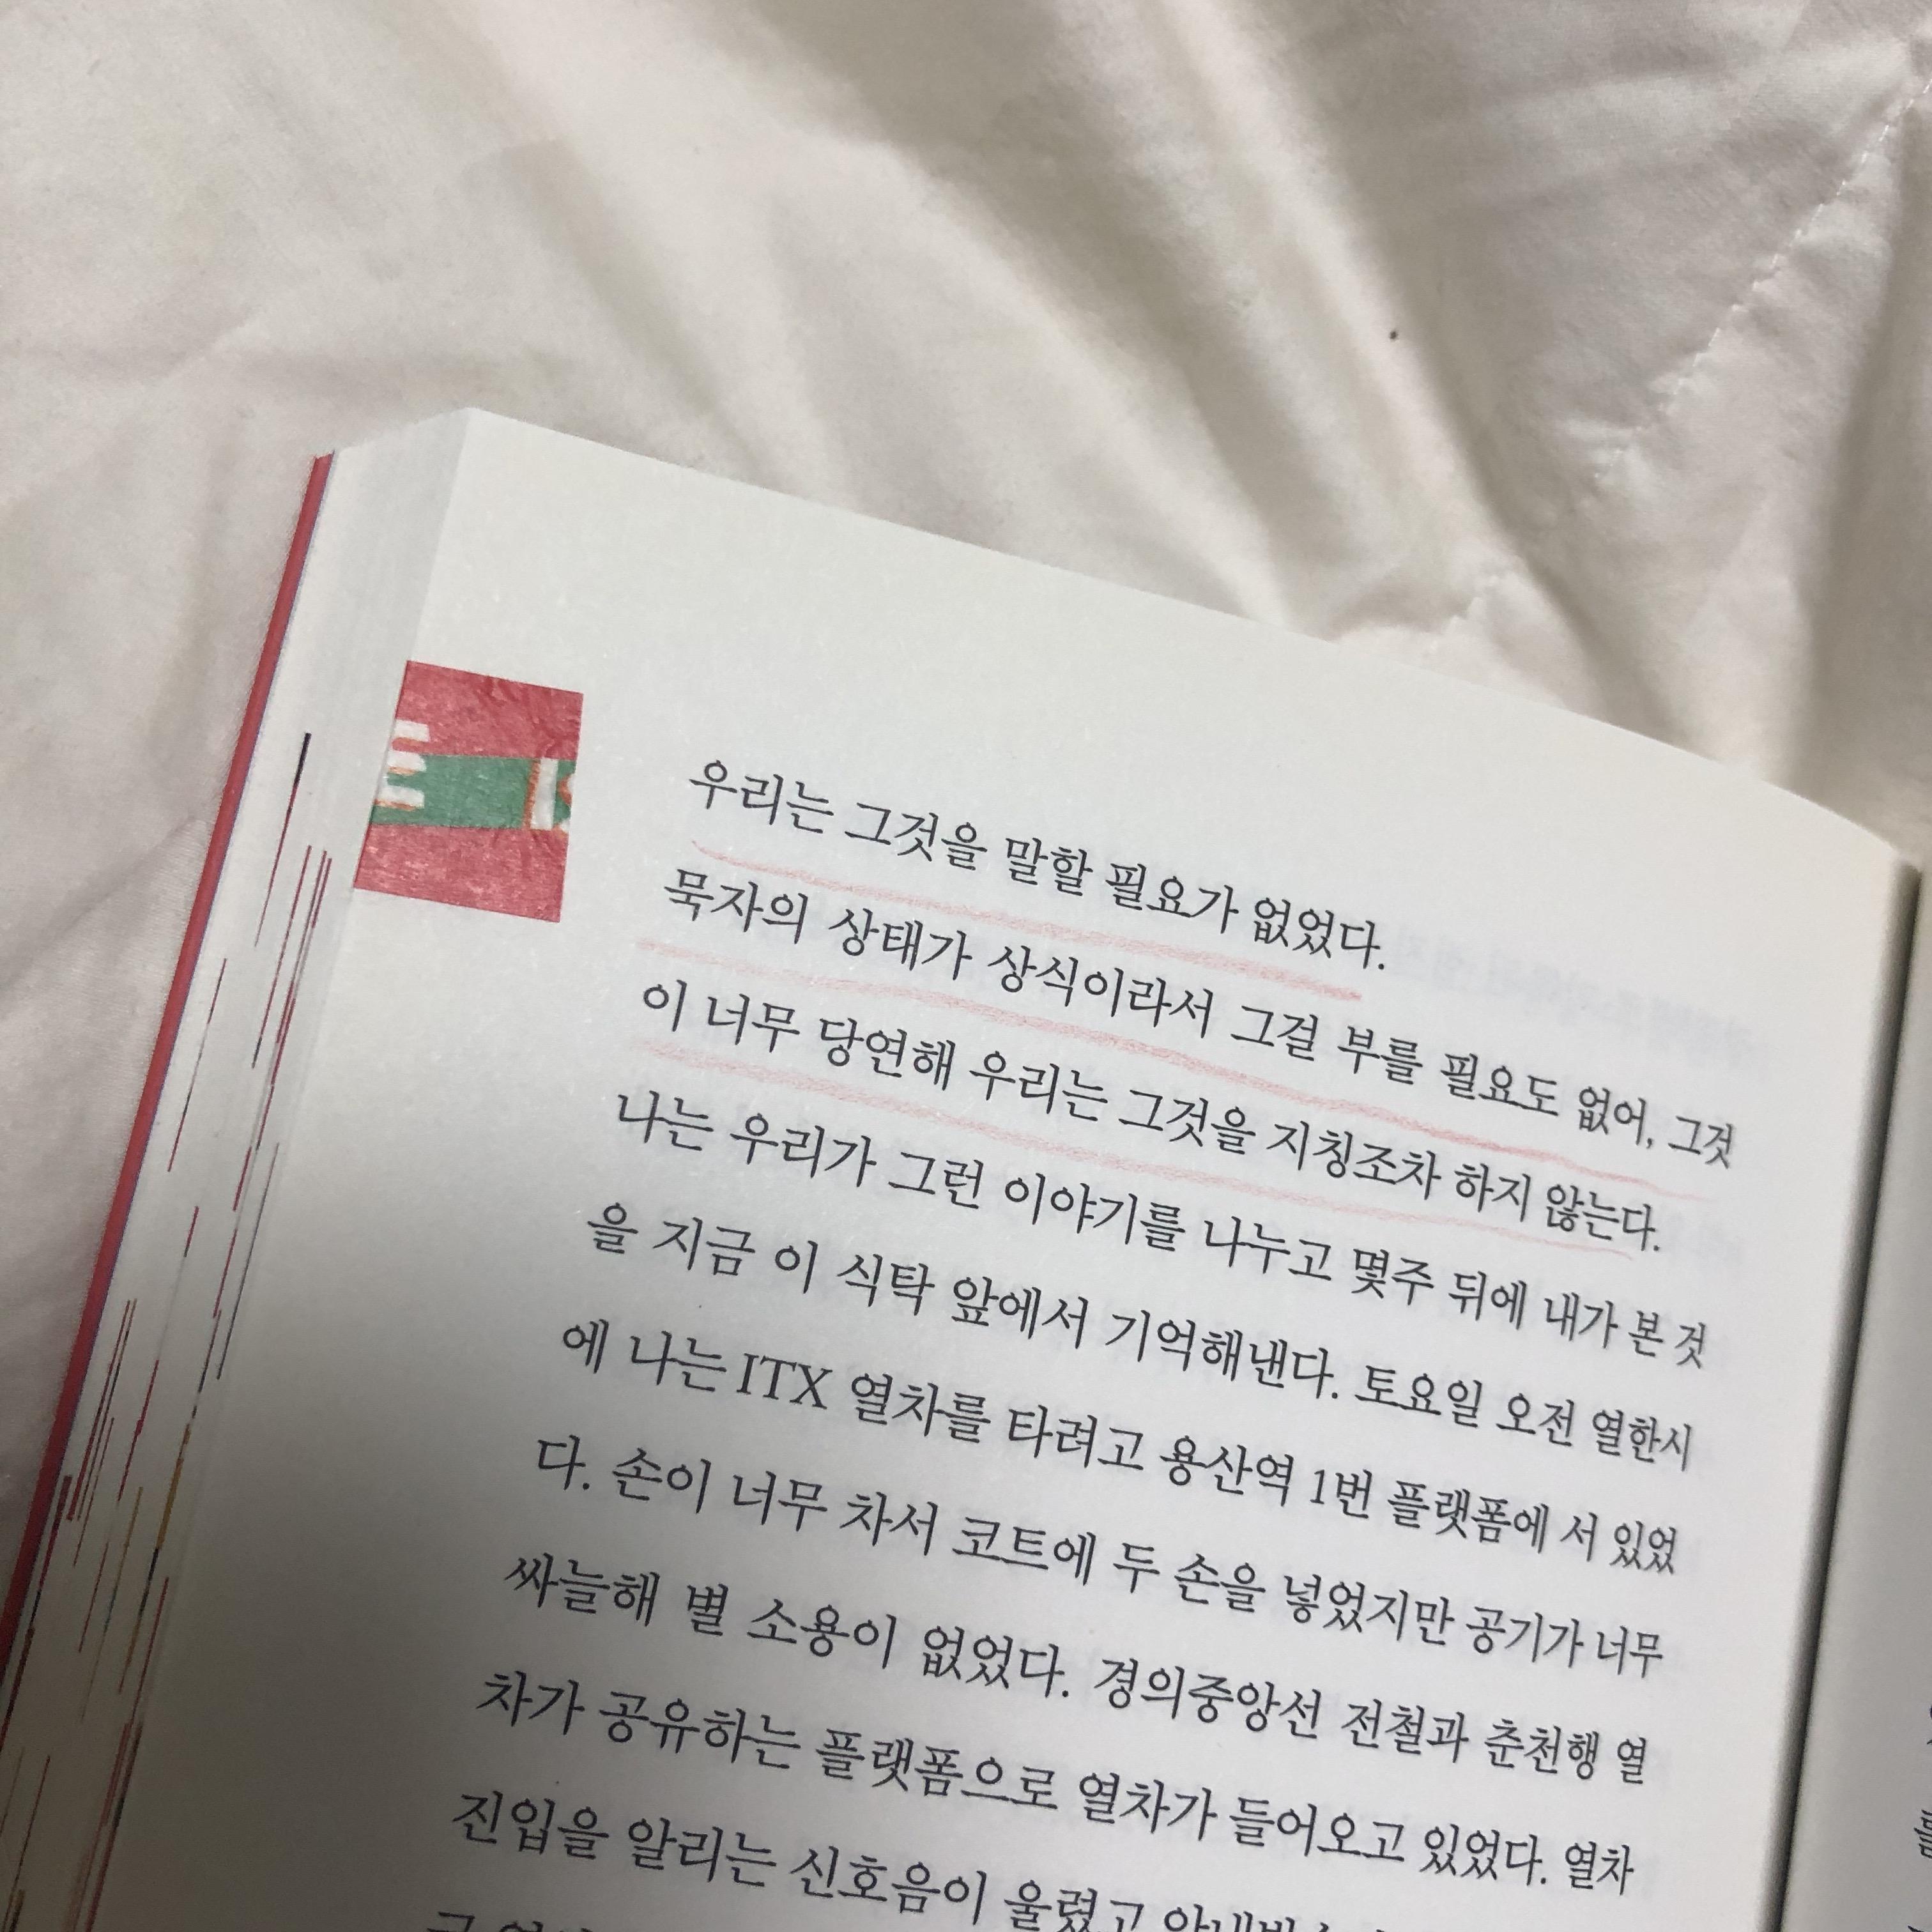 우리는 그것을 말할 필요가 없었다.
묵자의 상태가 상식이라서 그걸 부를 필요도 없어, 그것
이 너무 당연해 우리는 그것을 지칭조차 하지 않는다.
나는 우리가 그런 이야기를 나누고 몇주 뒤에 내가 본 것
을 지금 이 식탁 앞에서 기억해낸다. 토요일 오전 열한시
에 나는 ITX 열차를 타려고 용산역 1번 플랫폼에 서 있었
다. 손이 너무 차서 코트에 두 손을 넣었지만 공기가 너무
싸늘해 별 소용이 없었다. 경의중앙선 전철과 춘천행 열
차가 공유하는 플랫폼으로 열차가 들어오고 있었다. 열차
진입을 알리는 신호음이 울렸고